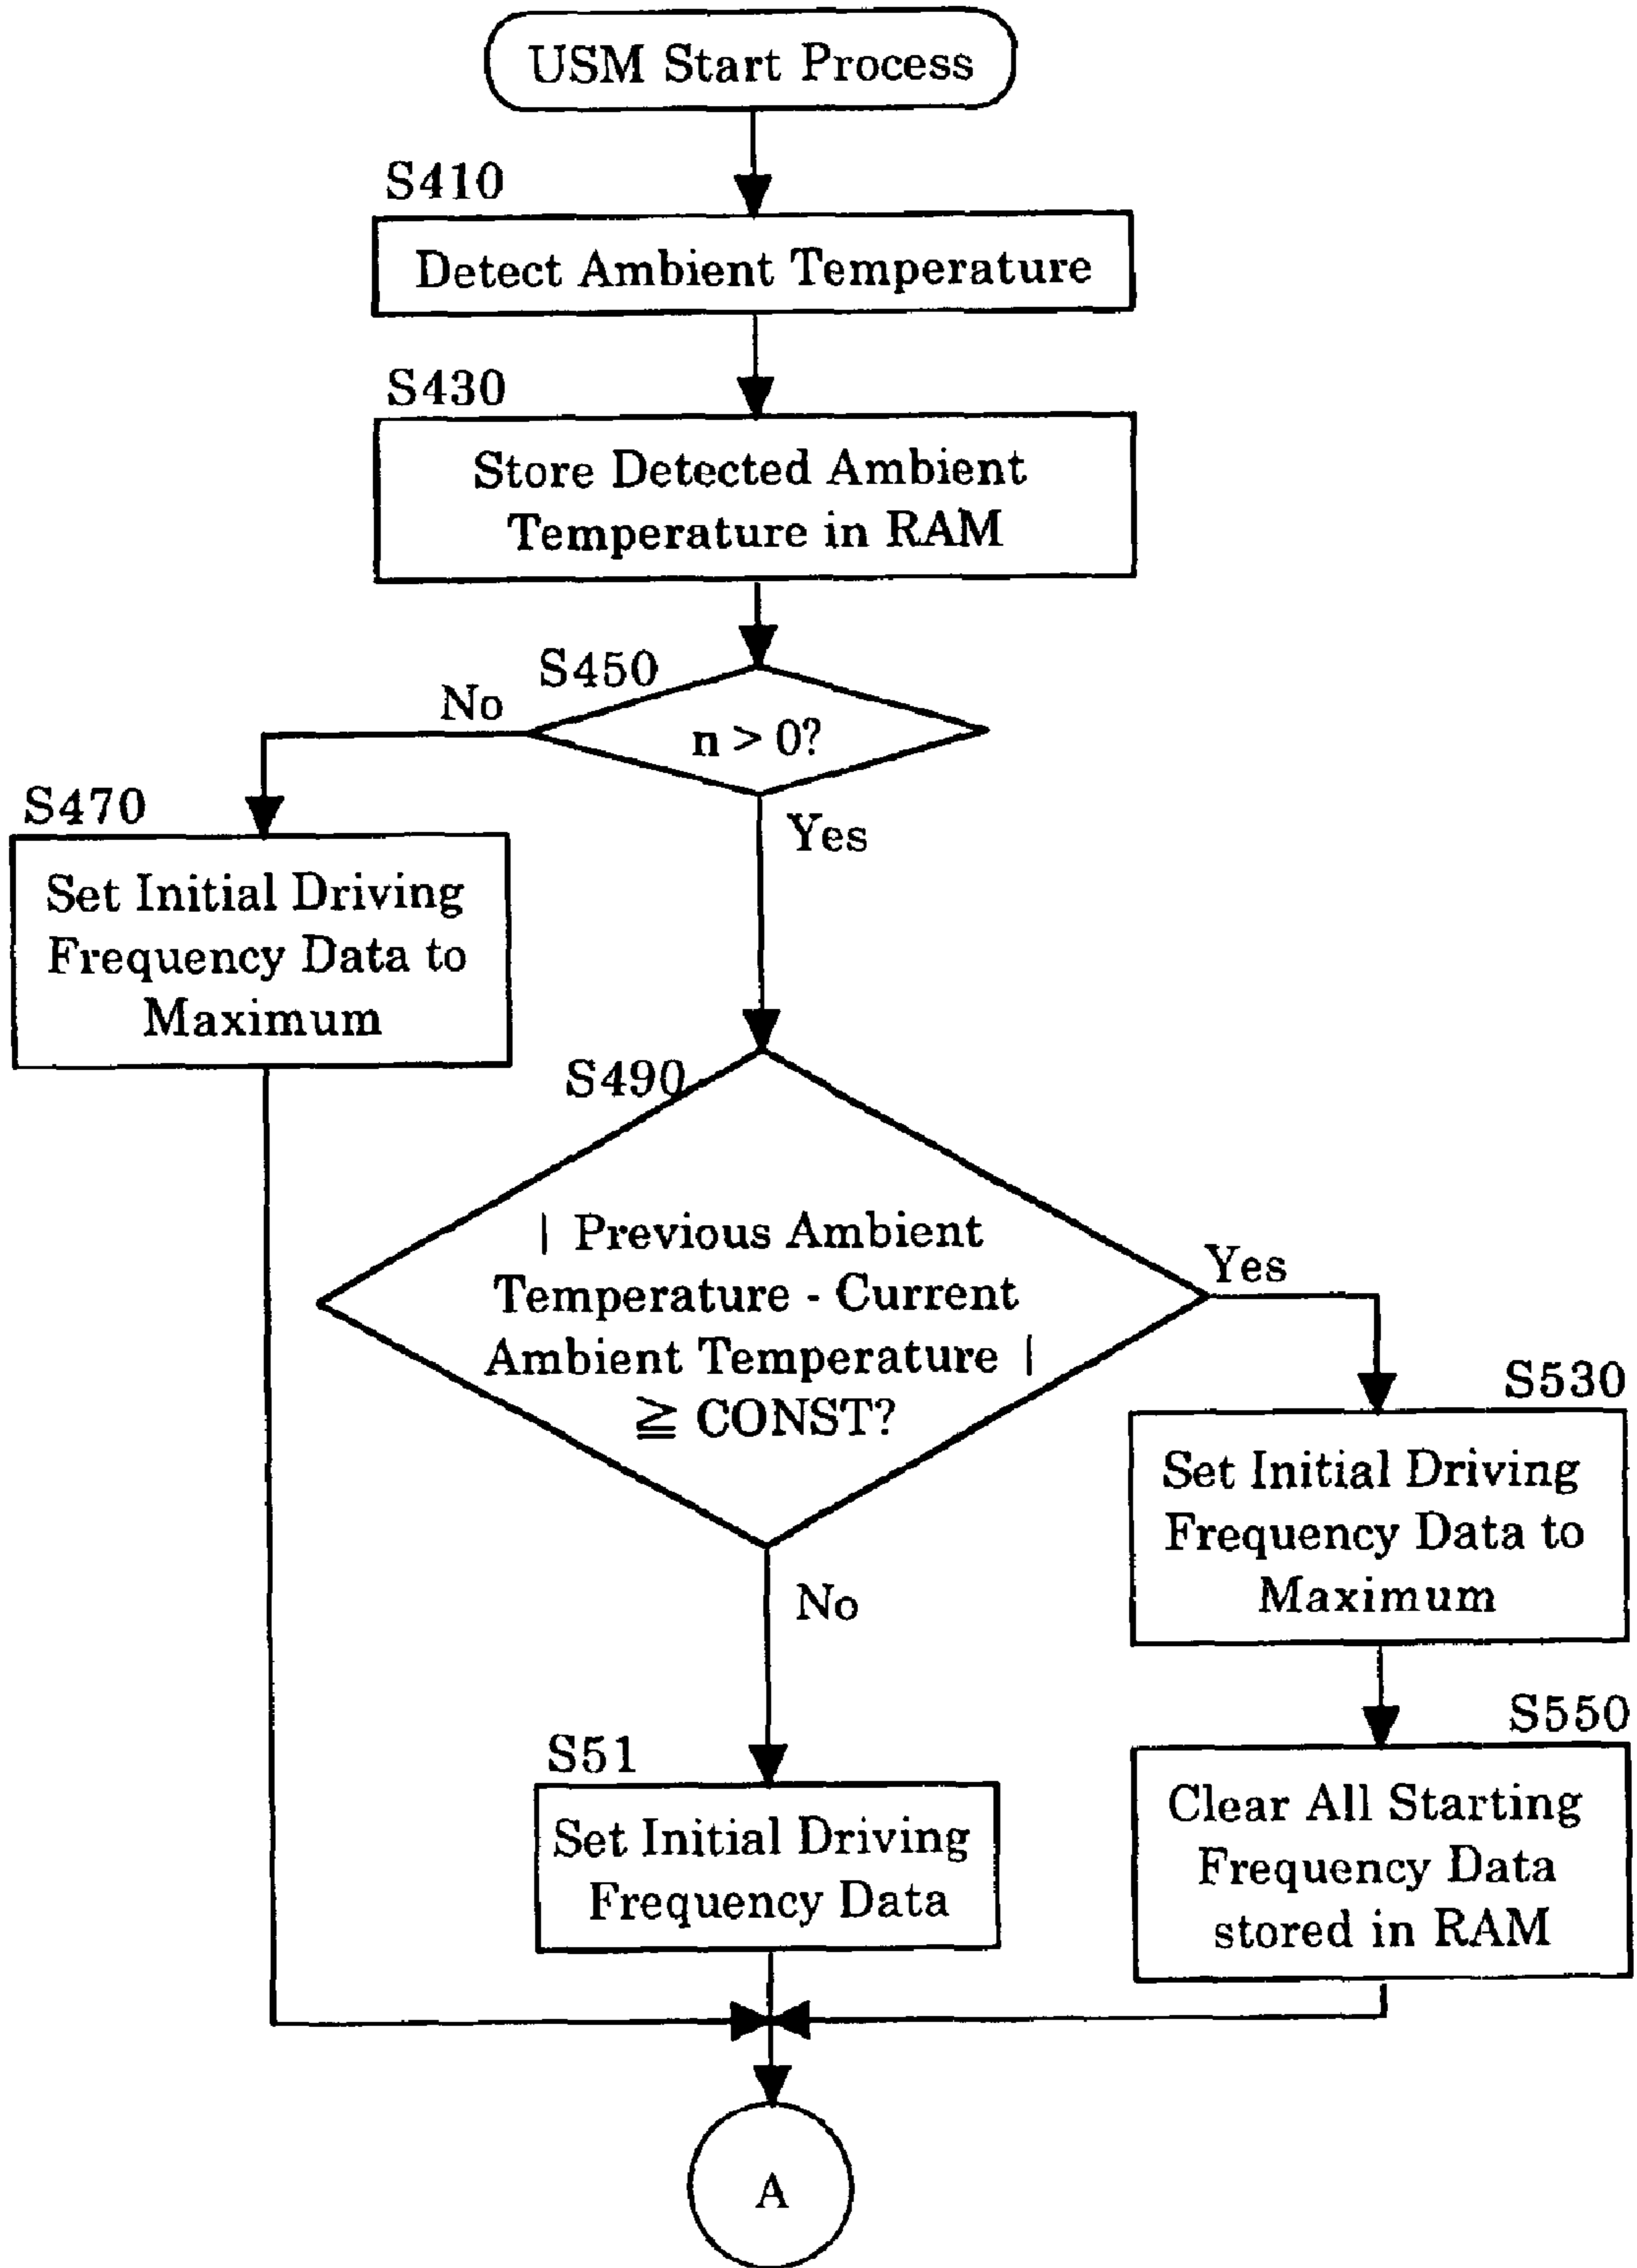 USM Start Process
S410
Detect Ambient Temperature
S430
Store Detected Ambient
Temperature in RAM
S450
n > 0?
No
Yes
S470
Set Initial Driving
Frequency Data to
Maximum
S490
| Previous Ambient
Temperature - Current
Ambient Temperature |
≧ CONST?
Yes
No
S530
Set Initial Driving
Frequency Data to
Maximum
S51
Set Initial Driving
Frequency Data
S550
Clear All Starting
Frequency Data
stored in RAM
A